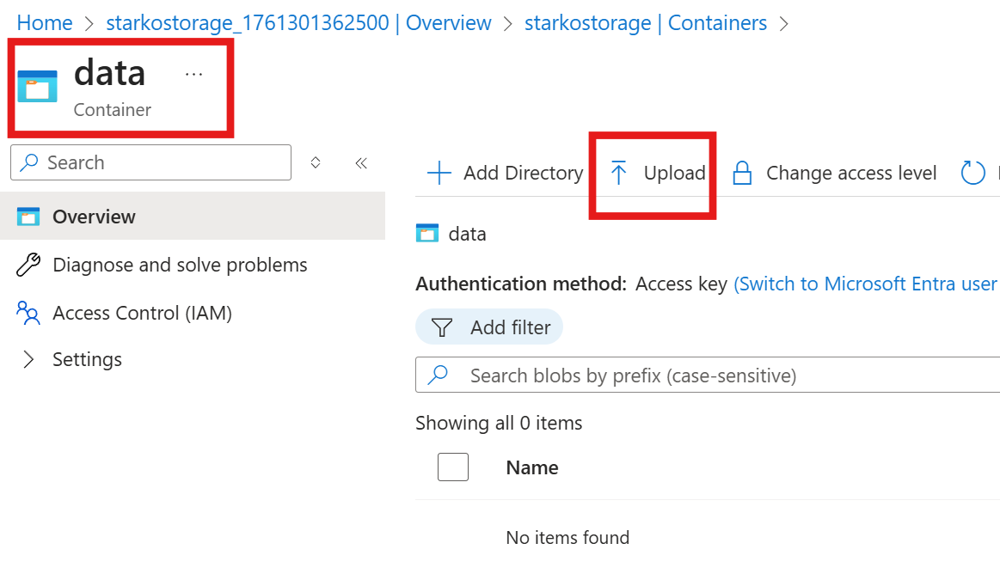 Home > starkostorage_1761301362500 | Overview > starkostorage | Containers >
data ...
Container
Search
Add Directory
Upload
Change access level
Overview
data
Diagnose and solve problems
Authentication method: Access key (Switch to Microsoft Entra user
Access Control (IAM)
Add filter
Settings
Search blobs by prefix (case-sensitive)
Showing all 0 items
Name
No items found